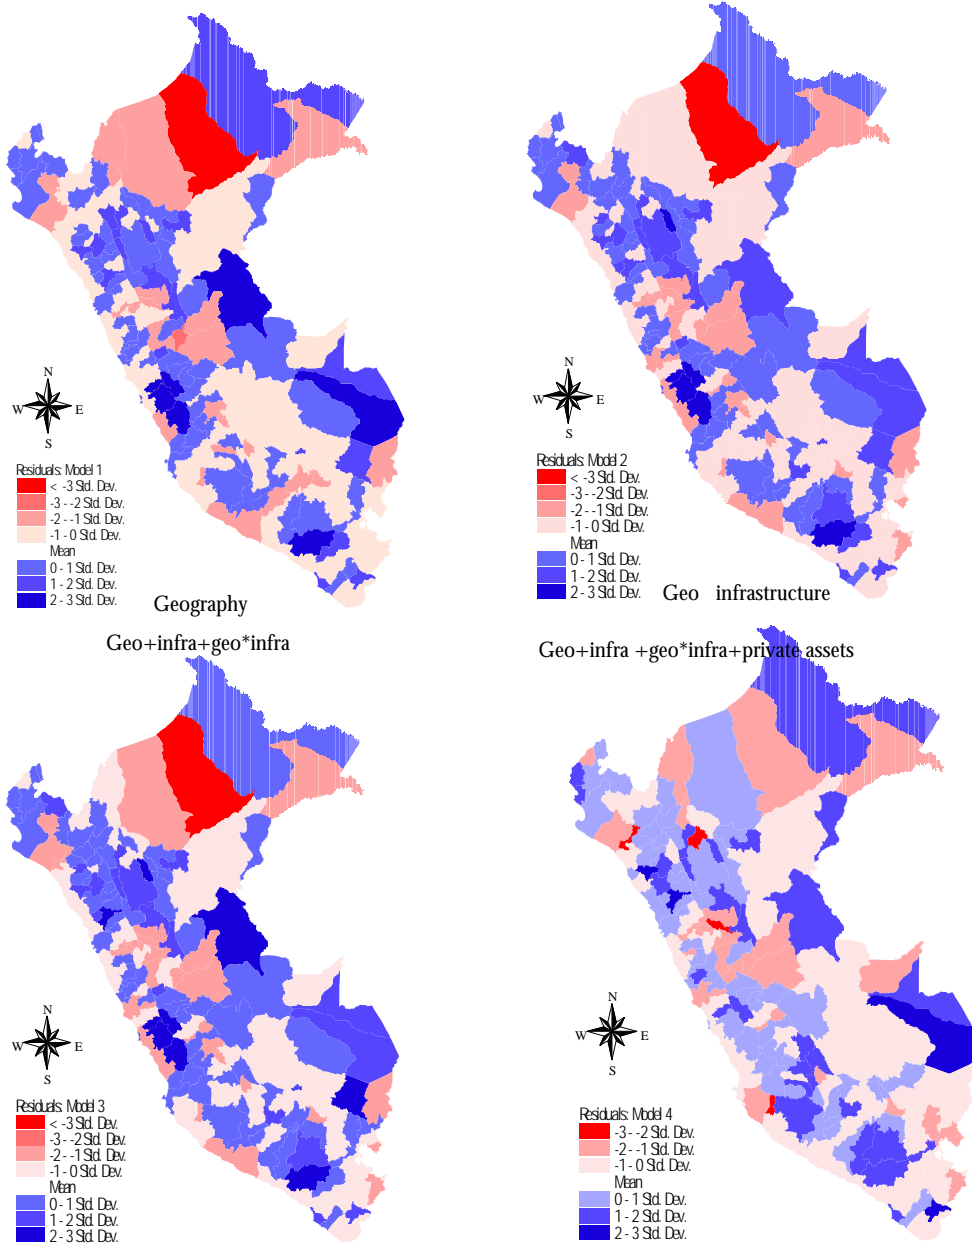 N
W E
S
Residuals: Model 1
< -3 Std. Dev.
-3 - -2 Std. Dev.
-2 - -1 Std. Dev.
-1 - 0 Std. Dev.
Mean
0 - 1 Std. Dev.
1 - 2 Std. Dev.
2 - 3 Std. Dev.
Geography
N
W E
S
Residuals: Model 2
< -3 Std. Dev.
-3 - -2 Std. Dev.
-2 - -1 Std. Dev.
-1 - 0 Std. Dev.
Mean
0 - 1 Std. Dev.
1 - 2 Std. Dev.
2 - 3 Std. Dev.
Geo infrastructure
Geo+infra+geo*infra
N
W E
S
Residuals: Model 3
< -3 Std. Dev.
-3 - -2 Std. Dev.
-2 - -1 Std. Dev.
-1 - 0 Std. Dev.
Mean
0 - 1 Std. Dev.
1 - 2 Std. Dev.
2 - 3 Std. Dev.
Geo+infra +geo*infra+private assets
N
W E
S
Residuals: Model 4
-3 - -2 Std. Dev.
-2 - -1 Std. Dev.
-1 - 0 Std. Dev.
Mean
0 - 1 Std. Dev.
1 - 2 Std. Dev.
2 - 3 Std. Dev.